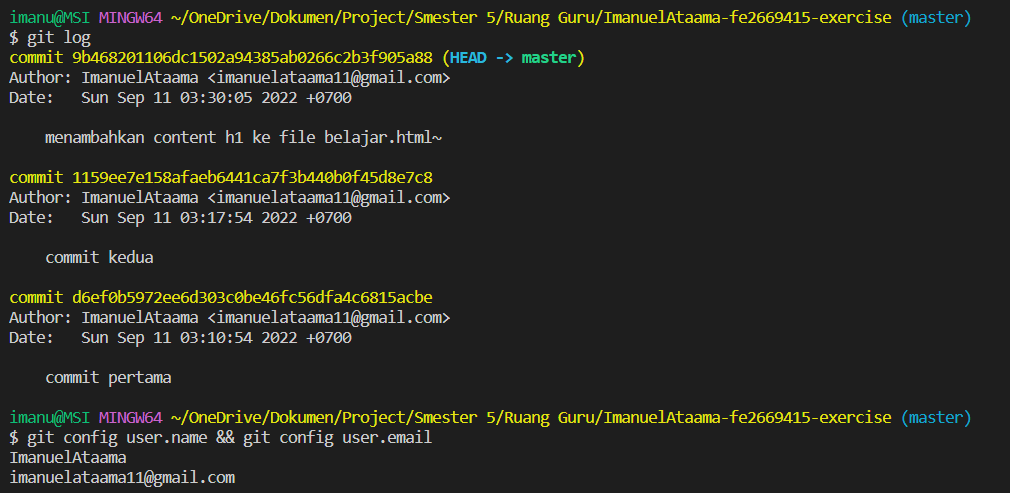 imanu@MSI MINGW64 ~/OneDrive/Dokumen/Project/Smester 5/Ruang Guru/ImanuelAtaama-fe2669415-exercise (master)
$ git log
commit 9b468201106dc1502a94385ab0266c2b3f905a88 (HEAD -> master)
Author: ImanuelAtaama <imanuelataama11@gmail.com>
Date:   Sun Sep 11 03:30:05 2022 +0700
    menambahkan content h1 ke file belajar.html~
commit 1159ee7e158afaeb6441ca7f3b440b0f45d8e7c8
Author: ImanuelAtaama <imanuelataama11@gmail.com>
Date:   Sun Sep 11 03:17:54 2022 +0700
    commit kedua
commit d6ef0b5972ee6d303c0be46fc56dfa4c6815acbe
Author: ImanuelAtaama <imanuelataama11@gmail.com>
Date:   Sun Sep 11 03:10:54 2022 +0700
    commit pertama
imanu@MSI MINGW64 ~/OneDrive/Dokumen/Project/Smester 5/Ruang Guru/ImanuelAtaama-fe2669415-exercise (master)
$ git config user.name && git config user.email
ImanuelAtaama
imanuelataama11@gmail.com